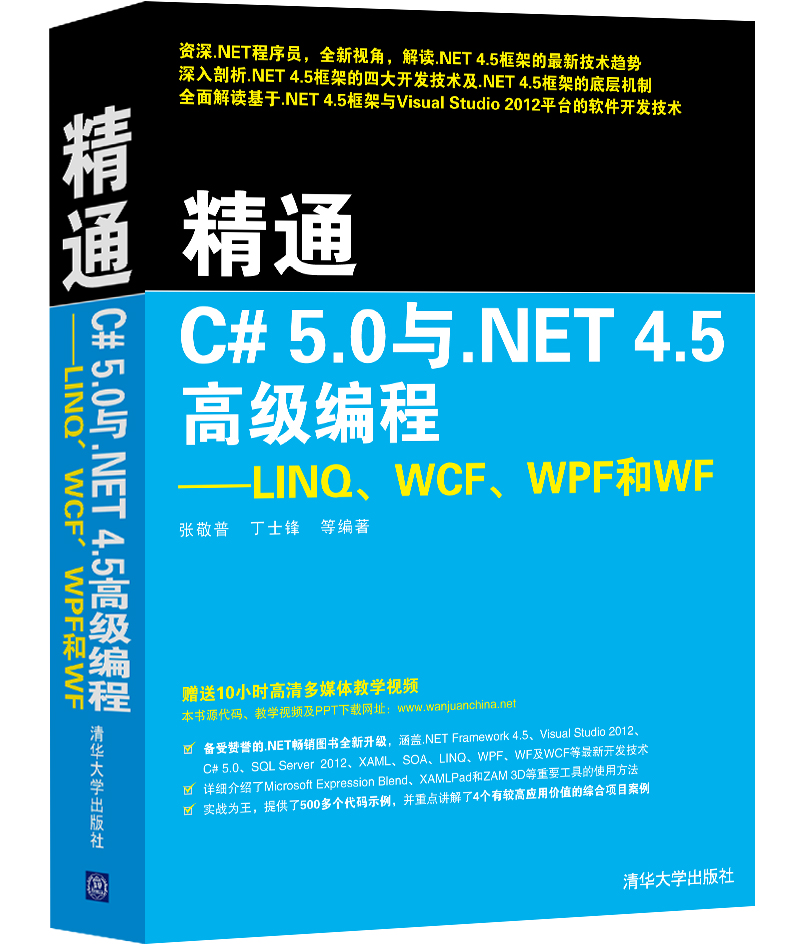 资深.NET程序员，全新视角，解读.NET 4.5框架的最新技术趋势
深入剖析.NET 4.5框架的四大开发技术及.NET 4.5框架的底层机制
全面解读基于.NET 4.5框架与Visual Studio 2012平台的软件开发技术
精通
C# 5.0与.NET 4.5
高级编程
——LINQ、WCF、WPF和WF
张敬普 丁士锋 等编著
赠送10小时高清多媒体教学视频
本书源代码、教学视频及PPT下载网址：www.wanjuanchina.net
备受赞誉的.NET畅销图书全新升级，涵盖.NET Framework 4.5、Visual Studio 2012、
C# 5.0、SQL Server 2012、XAML、SOA、LINQ、WPF、WF及WCF等最新开发技术
详细介绍了Microsoft Expression Blend、XAMLPad和ZAM 3D等重要工具的使用方法
实战为王，提供了500多个代码示例，并重点讲解了4个有较高应用价值的综合项目案例
清华大学出版社
精通
C# 5.0与.NET 4.5高级编程
——LINQ、WCF、WPF和WF
清华大学出版社